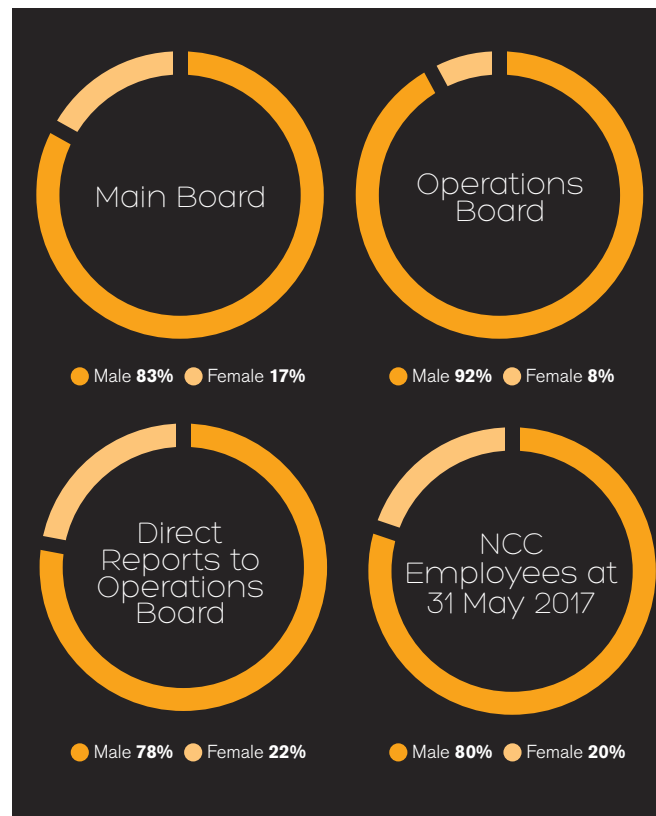 Main Board
Male 83% Female 17%
Operations
Board
Male 92% Female 8%
Direct
Reports to
Operations
Board
Male 78% Female 22%
NCC
Employees at
31 May 2017
Male 80% Female 20%